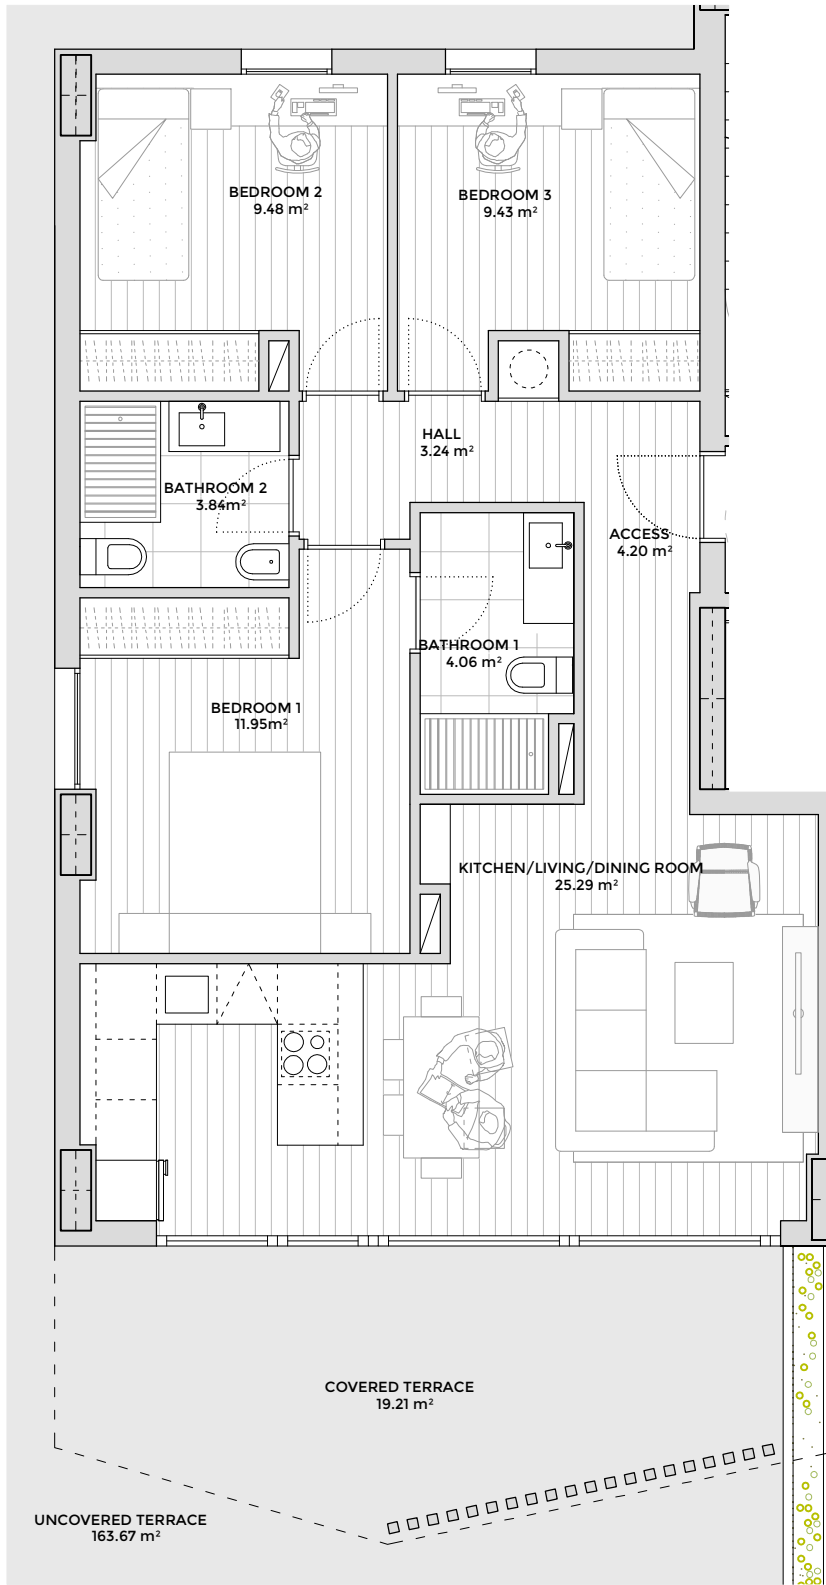 BEDROOM 2
9.48 m²
BEDROOM 3
9.43 m²
HALL
3.24 m²
BATHROOM 2
3.84m²
ACCESS
4.20 m²
BATHROOM 1
4.06 m²
BEDROOM 1
11.95m²
KITCHEN/LIVING/DINING ROOM
25.29 m²
COVERED TERRACE
19.21 m²
UNCOVERED TERRACE
163.67 m²